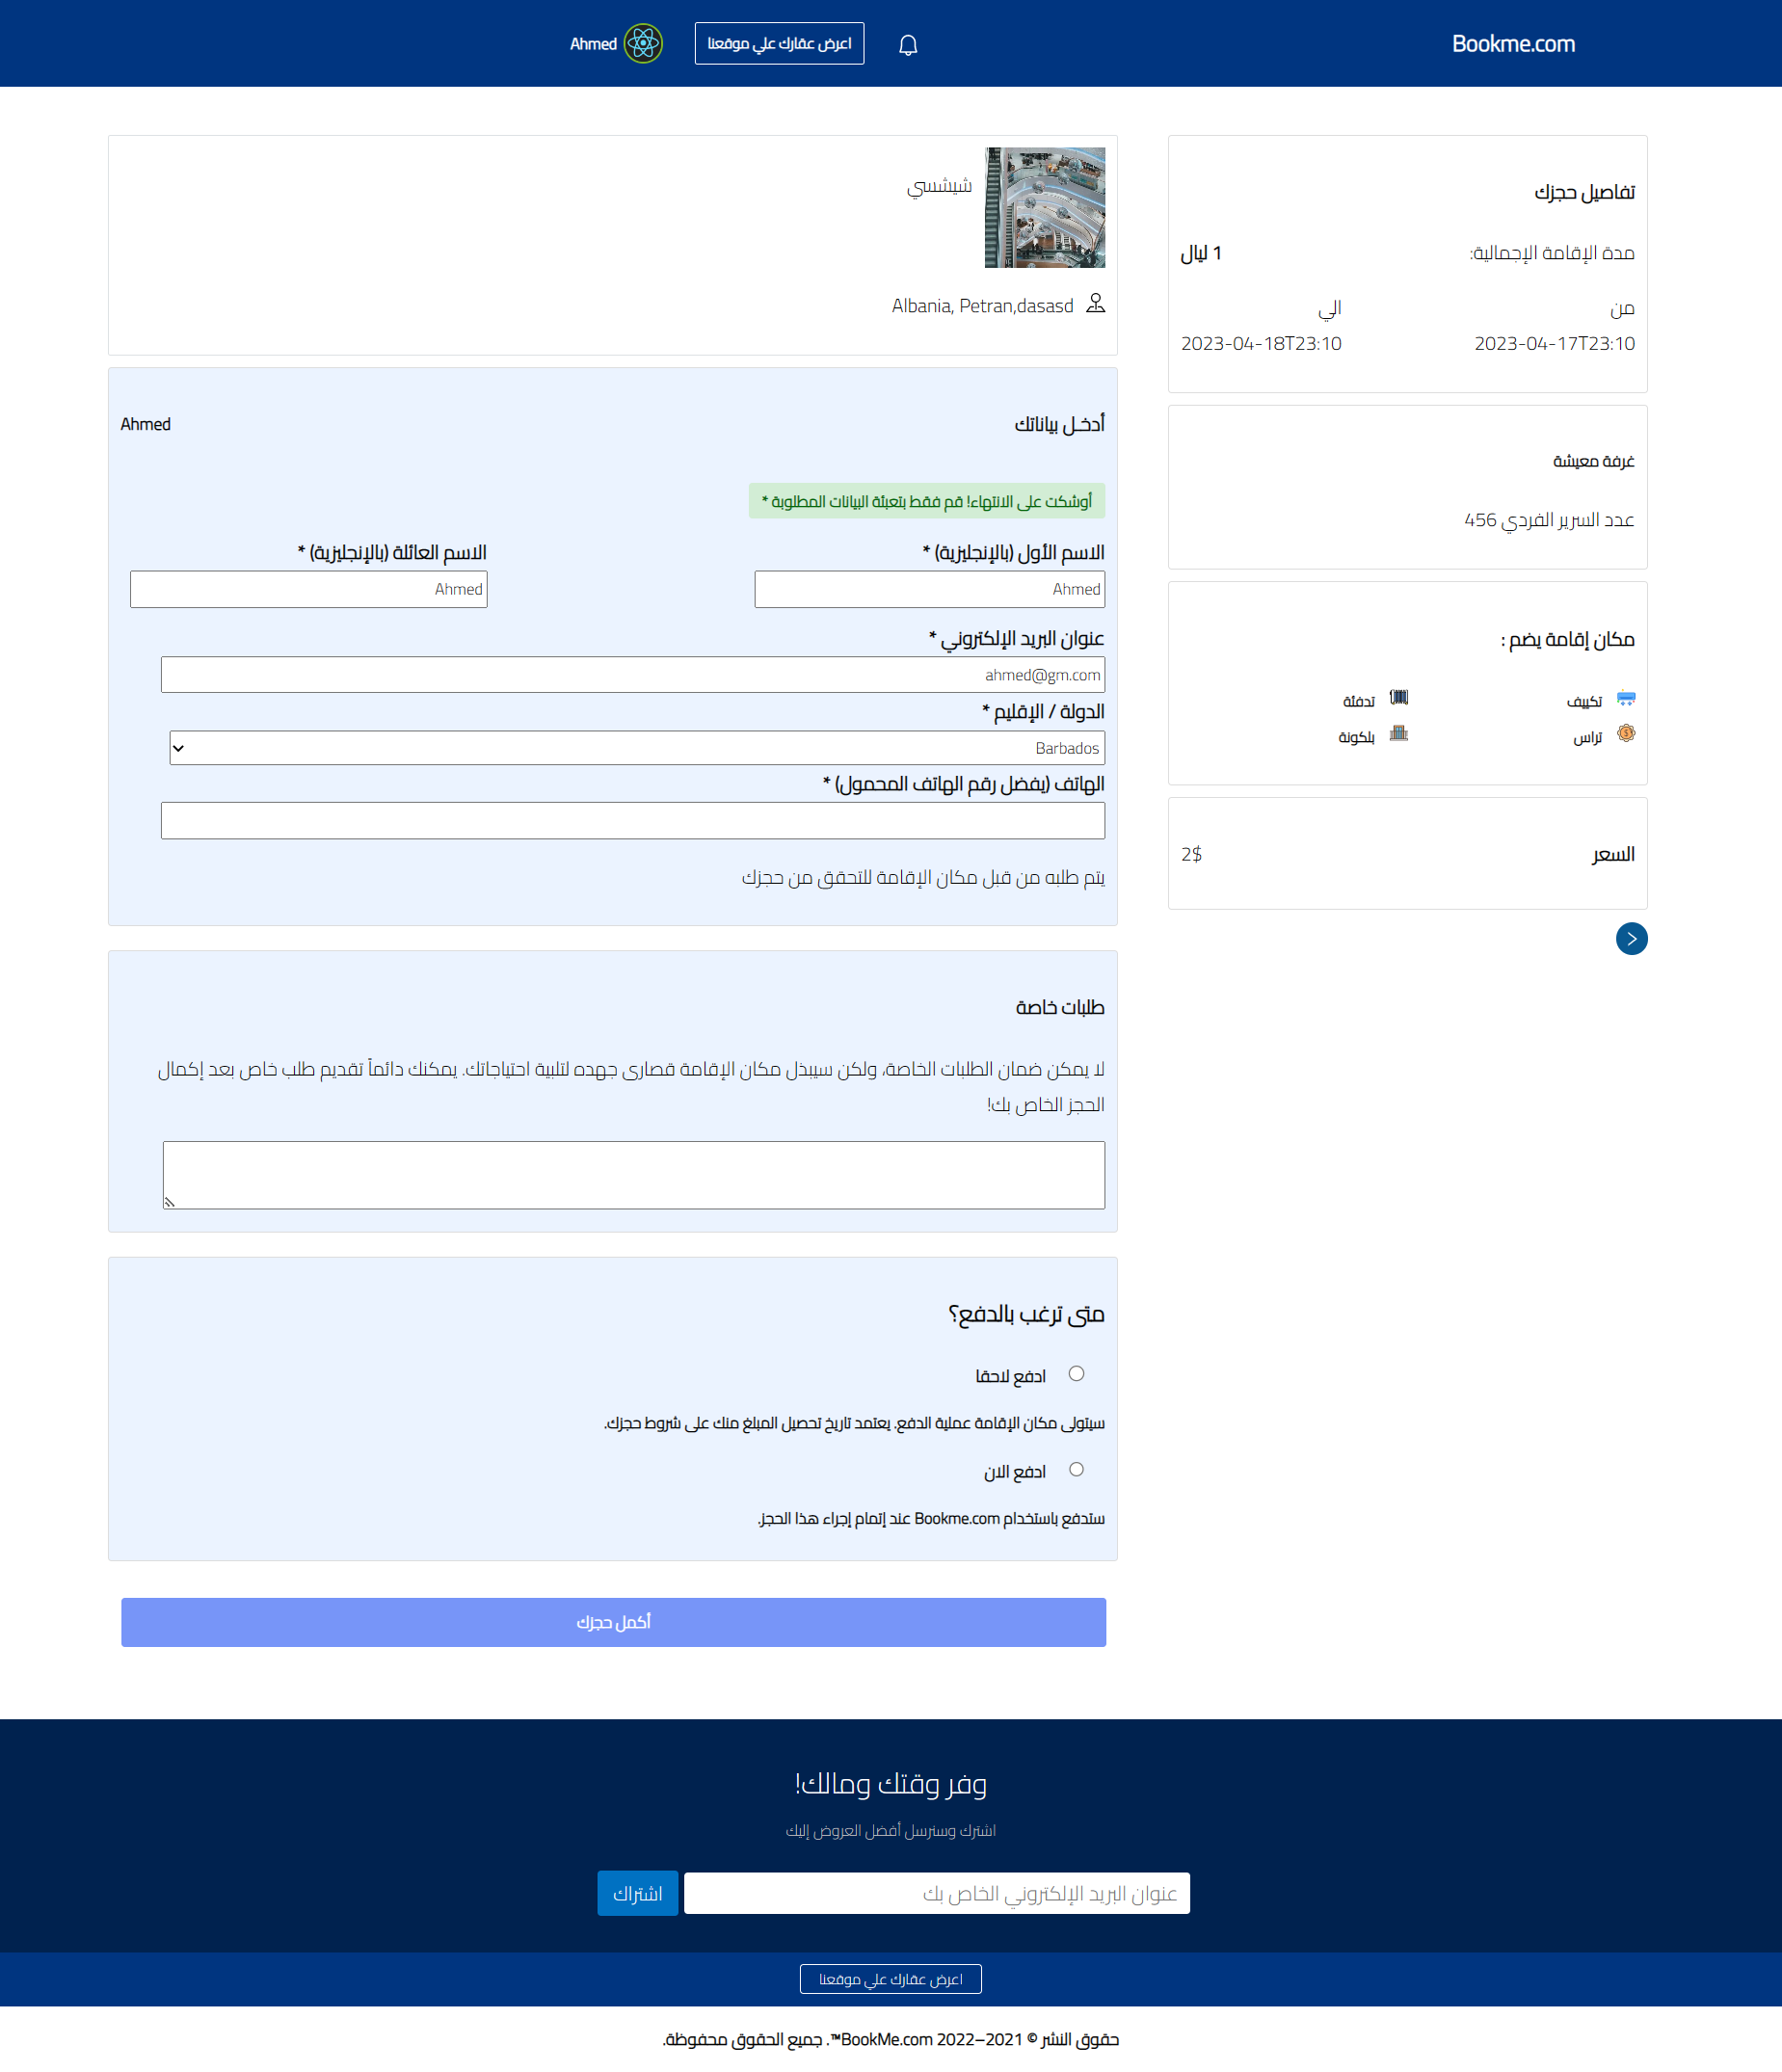 Bookme.com
اعرض عقارك علي موقعنا
Ahmed
تفاصيل حجزك
مدة الإقامة الإجمالية: 1 ليال
من الي
2023-04-17T23:10 2023-04-18T23:10
غرفة معيشة
عدد السرير الفردي 456
مكان إقامة يضم :
تكييف تدفئة
تراس بلكونة
السعر 2$
شيشسي
Albania, Petran,dasasd
أدخـل بياناتك Ahmed
أوشكت على الانتهاء! قم فقط بتعبئة البيانات المطلوبة *
الاسم الأول (بالإنجليزية) * الاسم العائلة (بالإنجليزية) *
Ahmed Ahmed
عنوان البريد الإلكتروني *
ahmed@gm.com
الدولة / الإقليم *
Barbados
الهاتف (يفضل رقم الهاتف المحمول) *
يتم طلبه من قبل مكان الإقامة للتحقق من حجزك
طلبات خاصة
لا يمكن ضمان الطلبات الخاصة، ولكن سيبذل مكان الإقامة قصارى جهده لتلبية احتياجاتك. يمكنك دائماً تقديم طلب خاص بعد إكمال
الحجز الخاص بك!
متى ترغب بالدفع؟
ادفع لاحقا
سيتولى مكان الإقامة عملية الدفع. يعتمد تاريخ تحصيل المبلغ منك على شروط حجزك.
ادفع الان
ستدفع باستخدام Bookme.com عند إتمام إجراء هذا الحجز.
أكمل حجزك
وفر وقتك ومالك!
اشترك وسنرسل أفضل العروض إليك
عنوان البريد الإلكتروني الخاص بك اشتراك
اعرض عقارك علي موقعنا
حقوق النشر © 2021–2022 BookMe.com™. جميع الحقوق محفوظة.